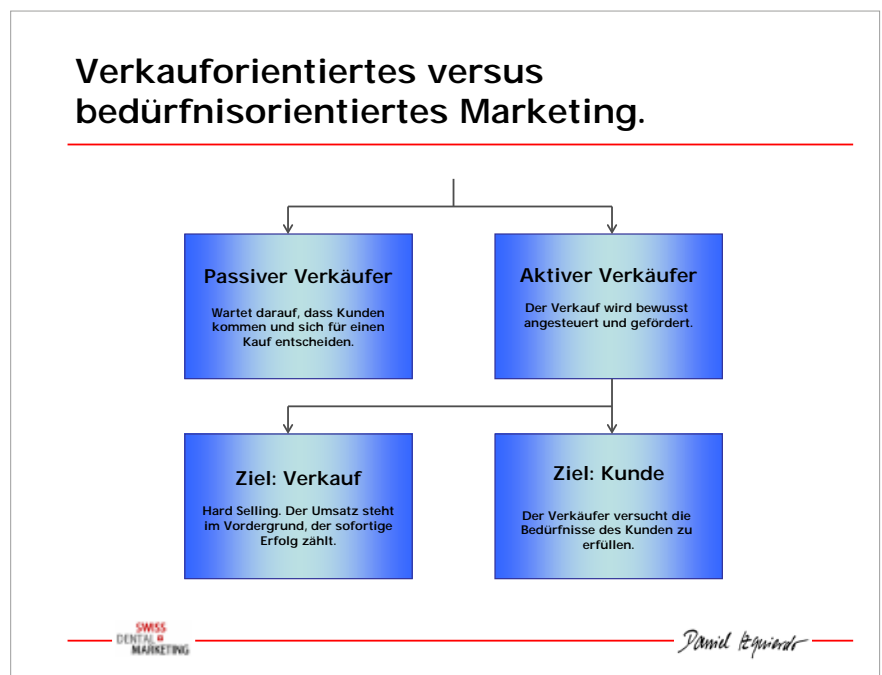 Verkauforientiertes versus
bedürfnisorientiertes Marketing.
Passiver Verkäufer
Wartet darauf, dass Kunden
kommen und sich für einen
Kauf entscheiden.
Aktiver Verkäufer
Der Verkauf wird bewusst
angesteuert und gefördert.
Ziel: Verkauf
Hard Selling. Der Umsatz steht
im Vordergrund, der sofortige
Erfolg zählt.
Ziel: Kunde
Der Verkäufer versucht die
Bedürfnisse des Kunden zu
erfüllen.
SWISS
DENTAL
MARKETING
Daniel Izquierdo